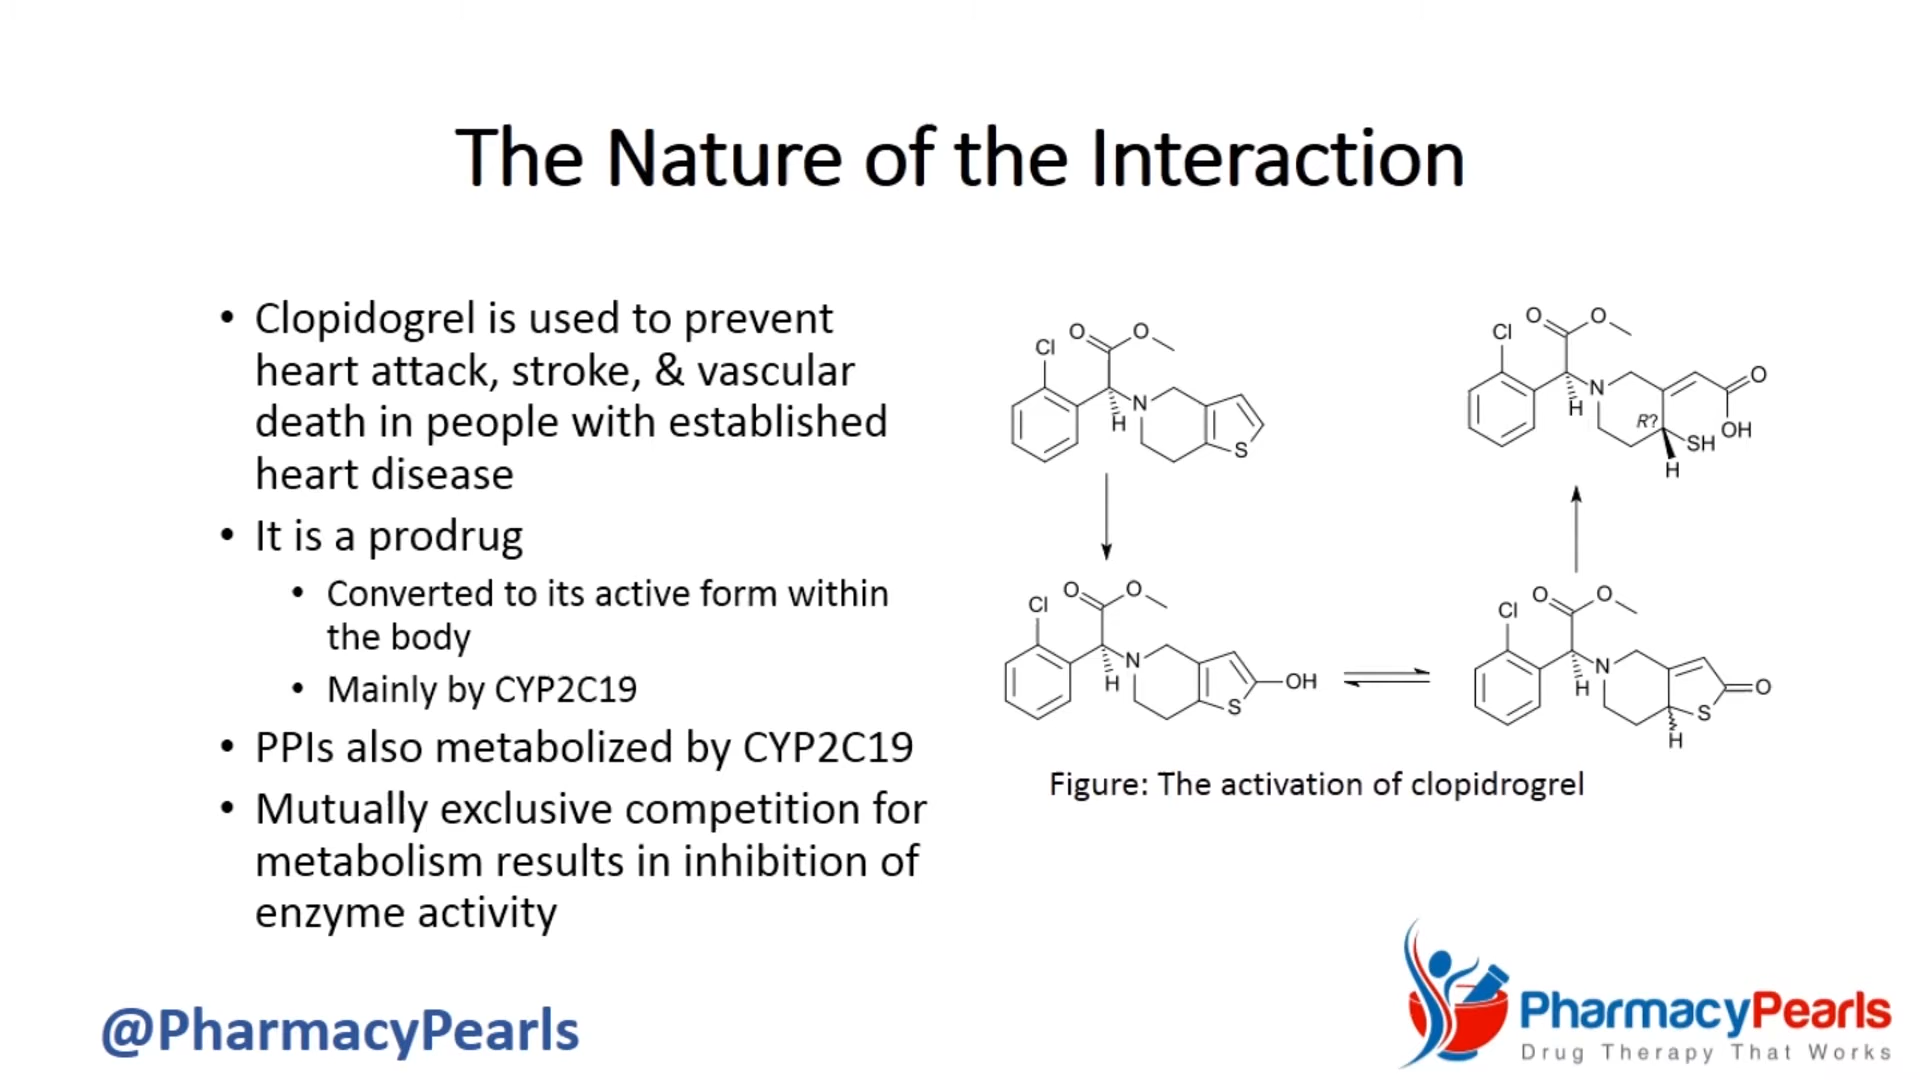 The Nature of the Interaction
• Clopidogrel is used to prevent
heart attack, stroke, & vascular
death in people with established
heart disease
• It is a prodrug
• Converted to its active form within
the body
• Mainly by CYP2C19
• PPIs also metabolized by CYP2C19
• Mutually exclusive competition for
metabolism results in inhibition of
enzyme activity
Cl O O H N S
Cl O O H N R? SH H O OH
Cl O O H N S OH
Cl O O H N S H O
Figure: The activation of clopidrogrel
@PharmacyPearls
PharmacyPearls
Drug Therapy That Works